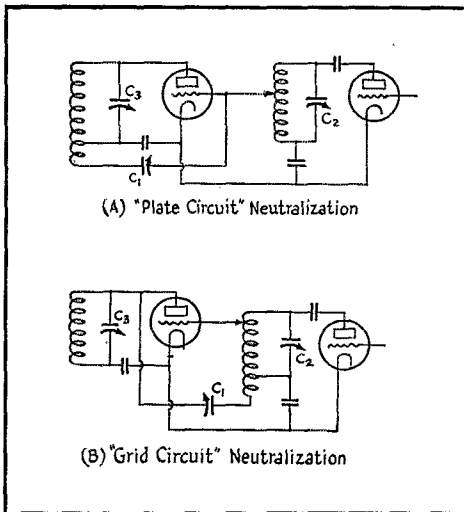 C3
C2
C1
(A) "Plate Circuit" Neutralization
C3
C1
C2
(B) "Grid Circuit" Neutralization